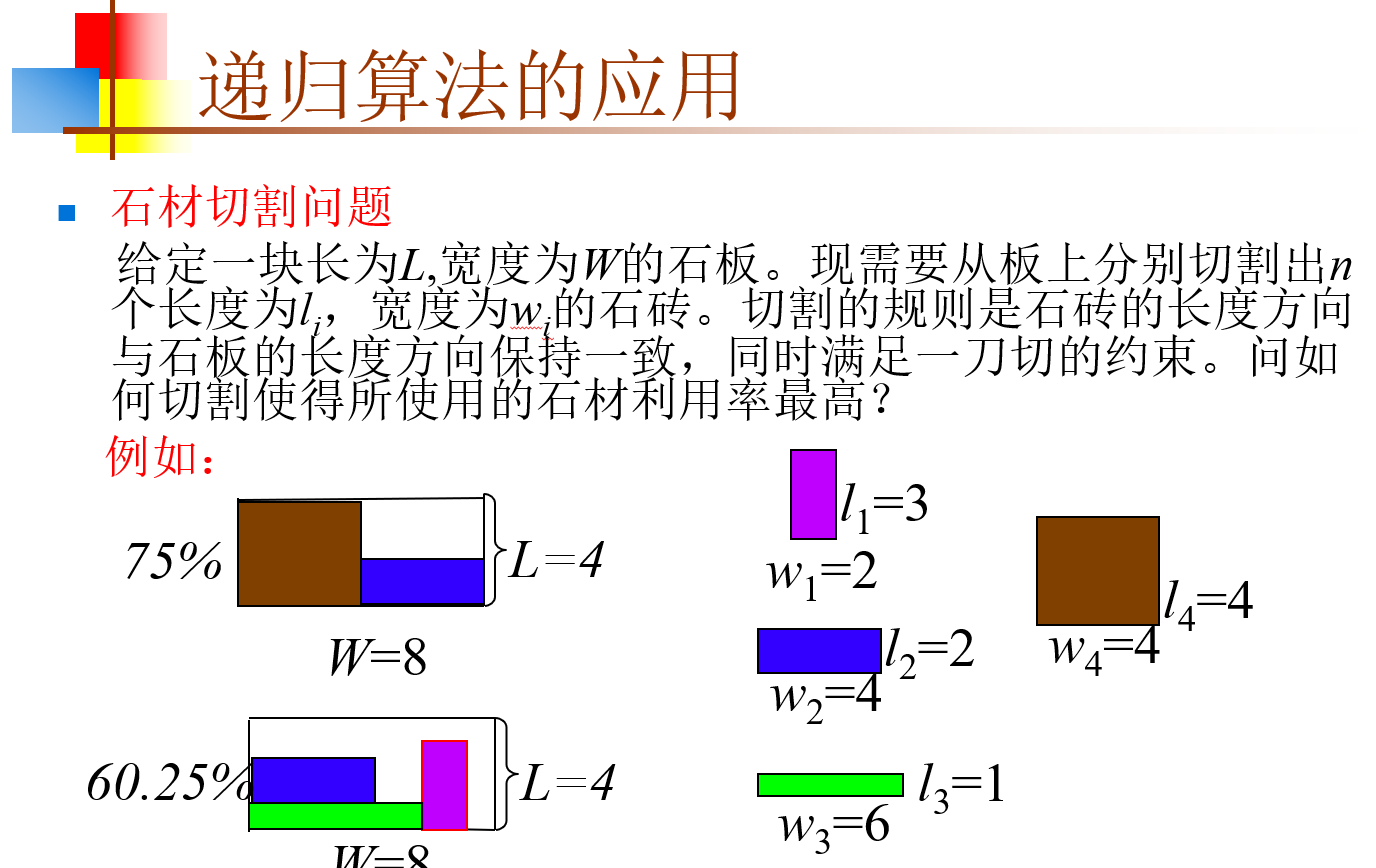 递归算法的应用
石材切割问题
给定一块长为L,宽度为W的石板。现需要从板上分别切割出n
个长度为li，宽度为wi的石砖。切割的规则是石砖的长度方向
与石板的长度方向保持一致，同时满足一刀切的约束。问如
何切割使得所使用的石材利用率最高？
例如：
75%
L=4
W=8
60.25%
L=4
W=8
l1=3
w1=2
l2=2
w2=4
l3=1
w3=6
l4=4
w4=4